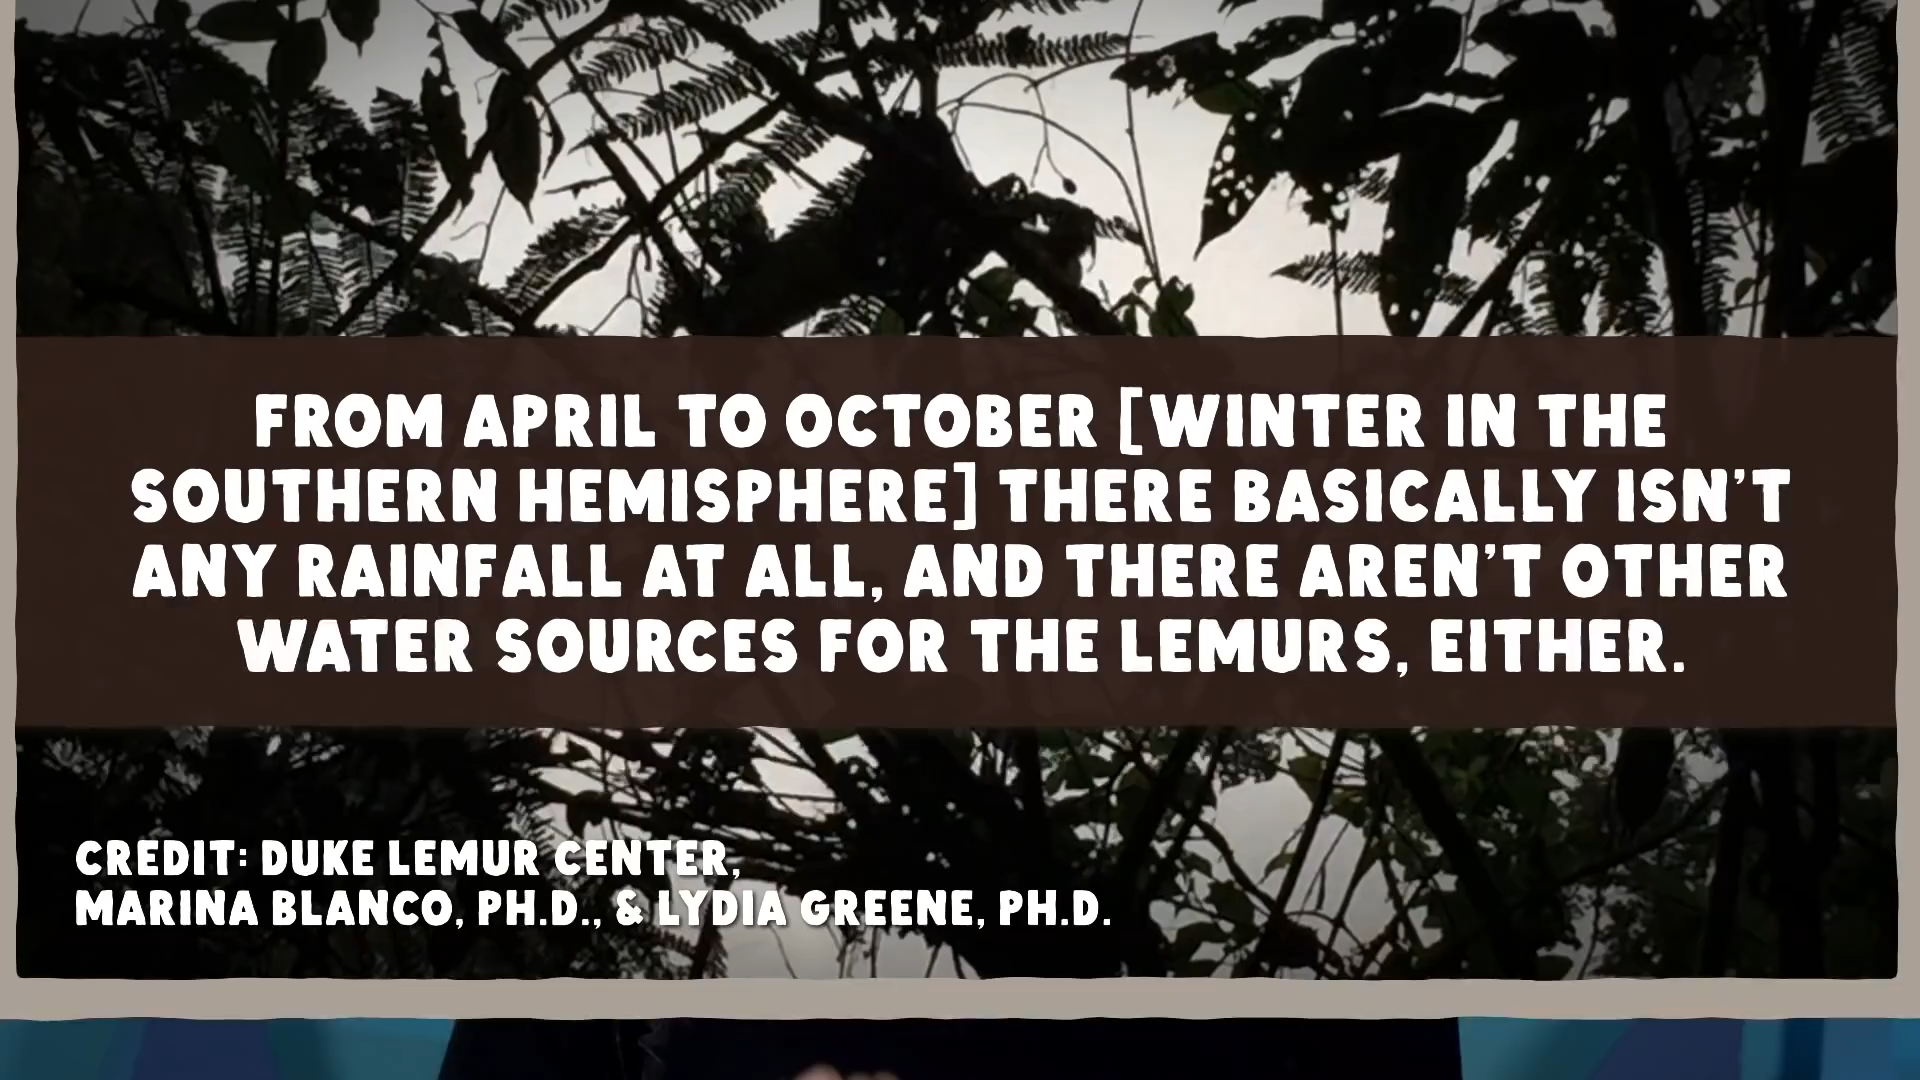 FROM APRIL TO OCTOBER [WINTER IN THE
SOUTHERN HEMISPHERE] THERE BASICALLY ISN'T
ANY RAINFALL AT ALL, AND THERE AREN'T OTHER
WATER SOURCES FOR THE LEMURS, EITHER.
CREDIT: DUKE LEMUR CENTER,
MARINA BLANCO, PH.D., & LYDIA GREENE, PH.D.